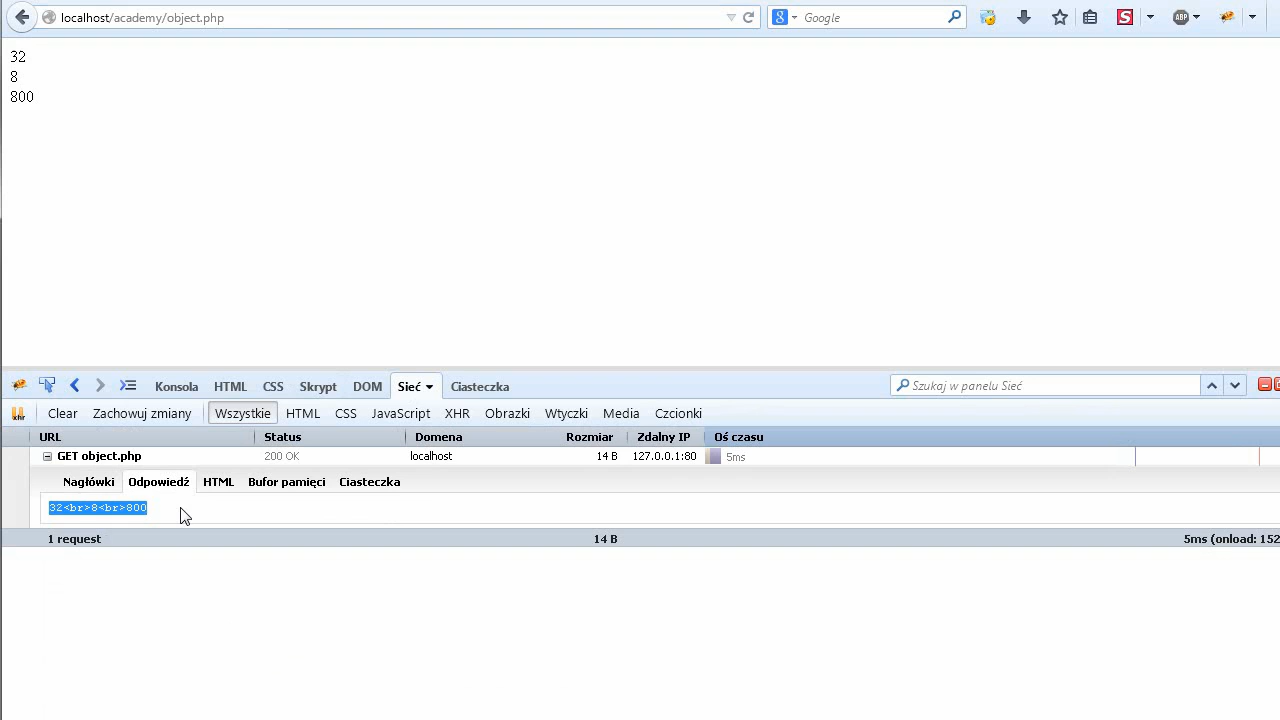 localhost/academy/object.php
Google
32
8
800
Konsola HTML CSS Skrypt DOM Sieć Ciasteczka
Szukaj w panelu Sieć
Clear Zachowuj zmiany Wszystkie HTML CSS JavaScript XHR Obrazki Wtyczki Media Czcionki
URL Status Domena Rozmiar Zdalny IP Oś czasu
GET object.php 200 OK localhost 14 B 127.0.0.1:80 5ms
Nagłówki Odpowiedź HTML Bufor pamięci Ciasteczka
32<br>8<br>800
1 request 14 B 5ms (onload: 152